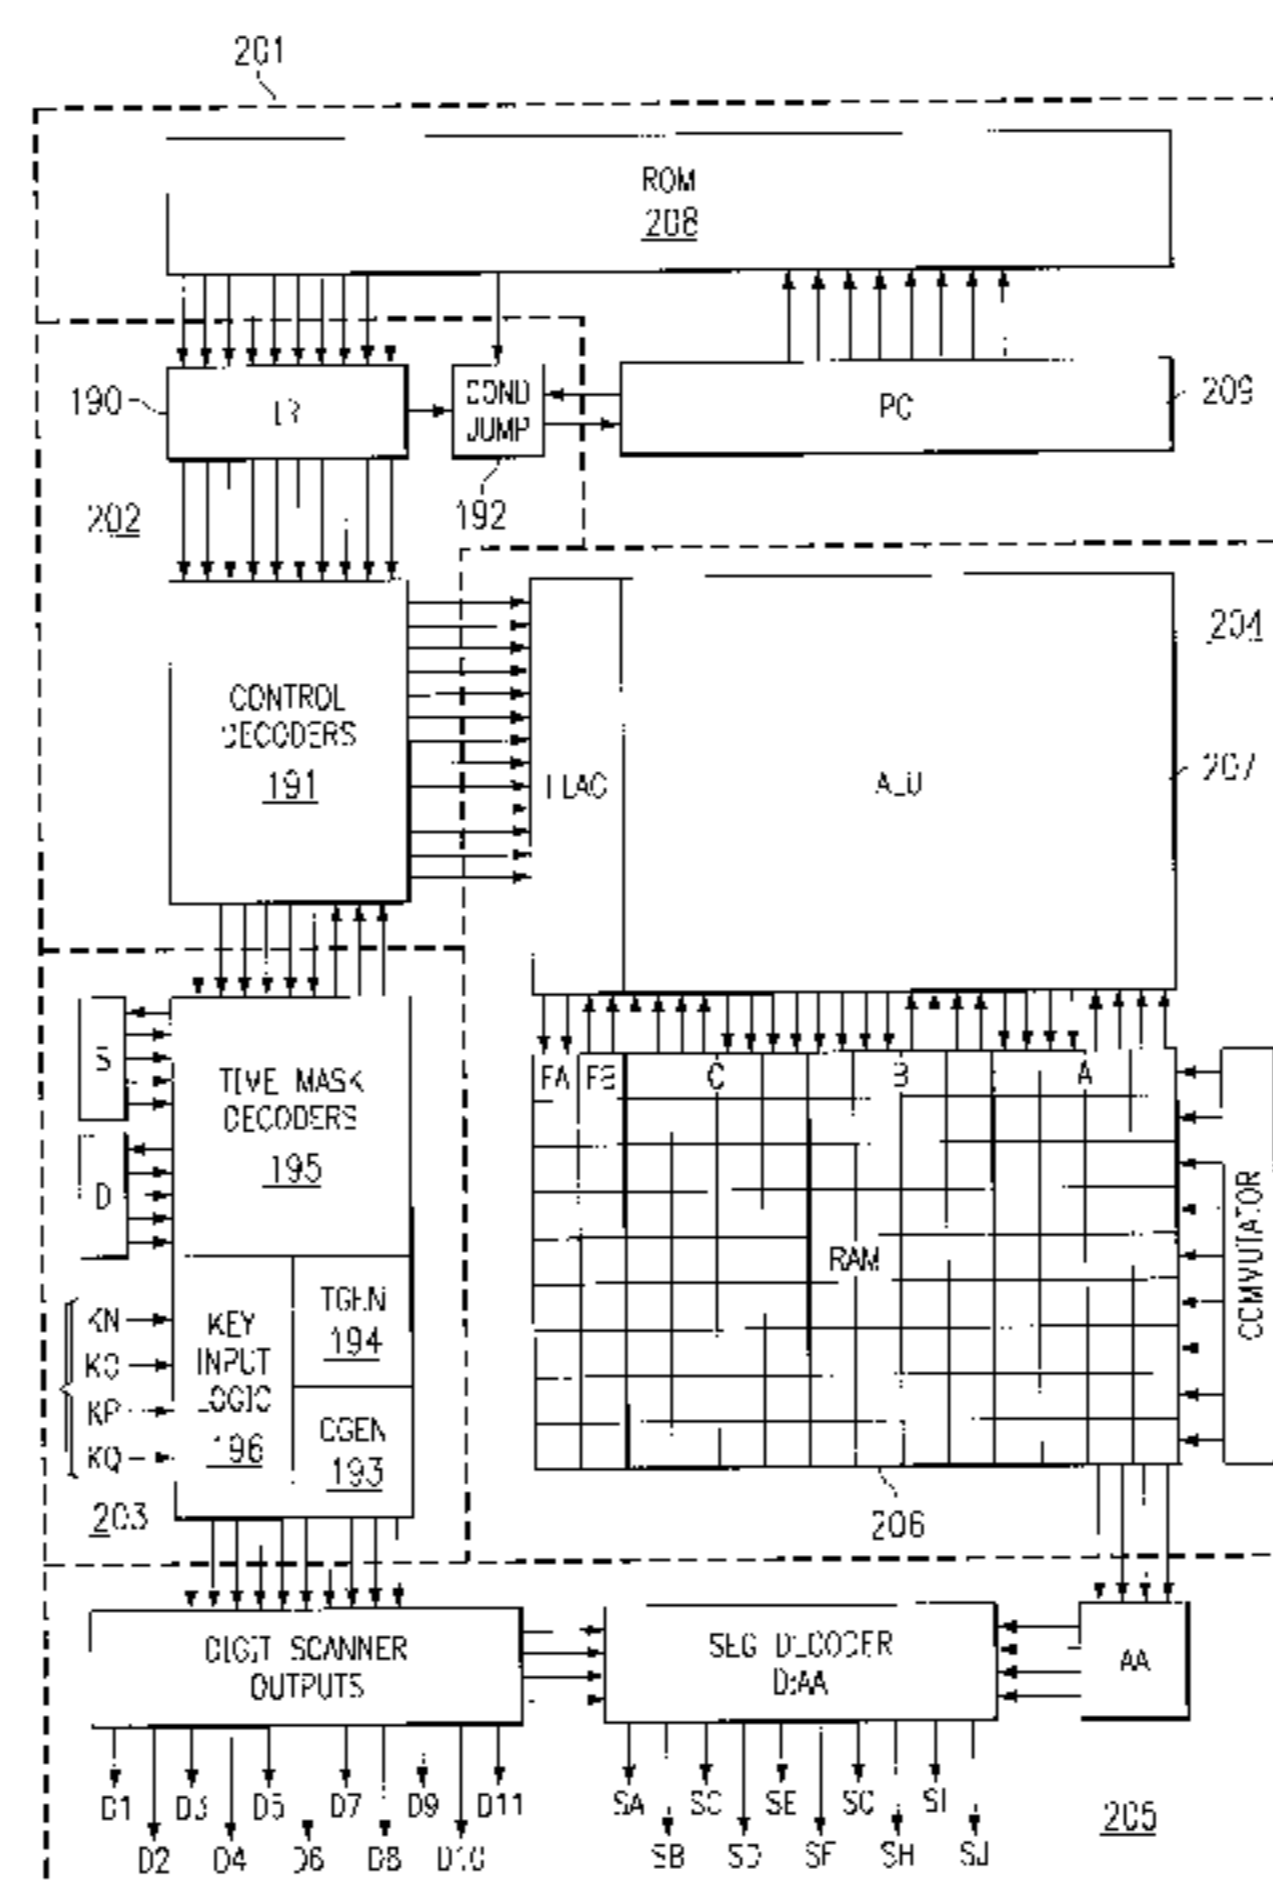 201
ROM
208
190
IR
COND
JUMP
PC
209
202
192
204
CONTROL
DECODERS
191
FLAG
ALU
207
S
TIME MASK
DECODERS
195
D
FA FB C B A
RAM
COMMUTATOR
KN
KO
KP
KQ
KEY
INPUT
LOGIC
196
TGEN
194
CGEN
193
203
206
DIGIT SCANNER
OUTPUTS
SEG DECODER
AA
D1 D3 D5 D7 D9 D11
D2 D4 D6 D8 D10
SA SC SE SG SI
SB SD SF SH SJ
205